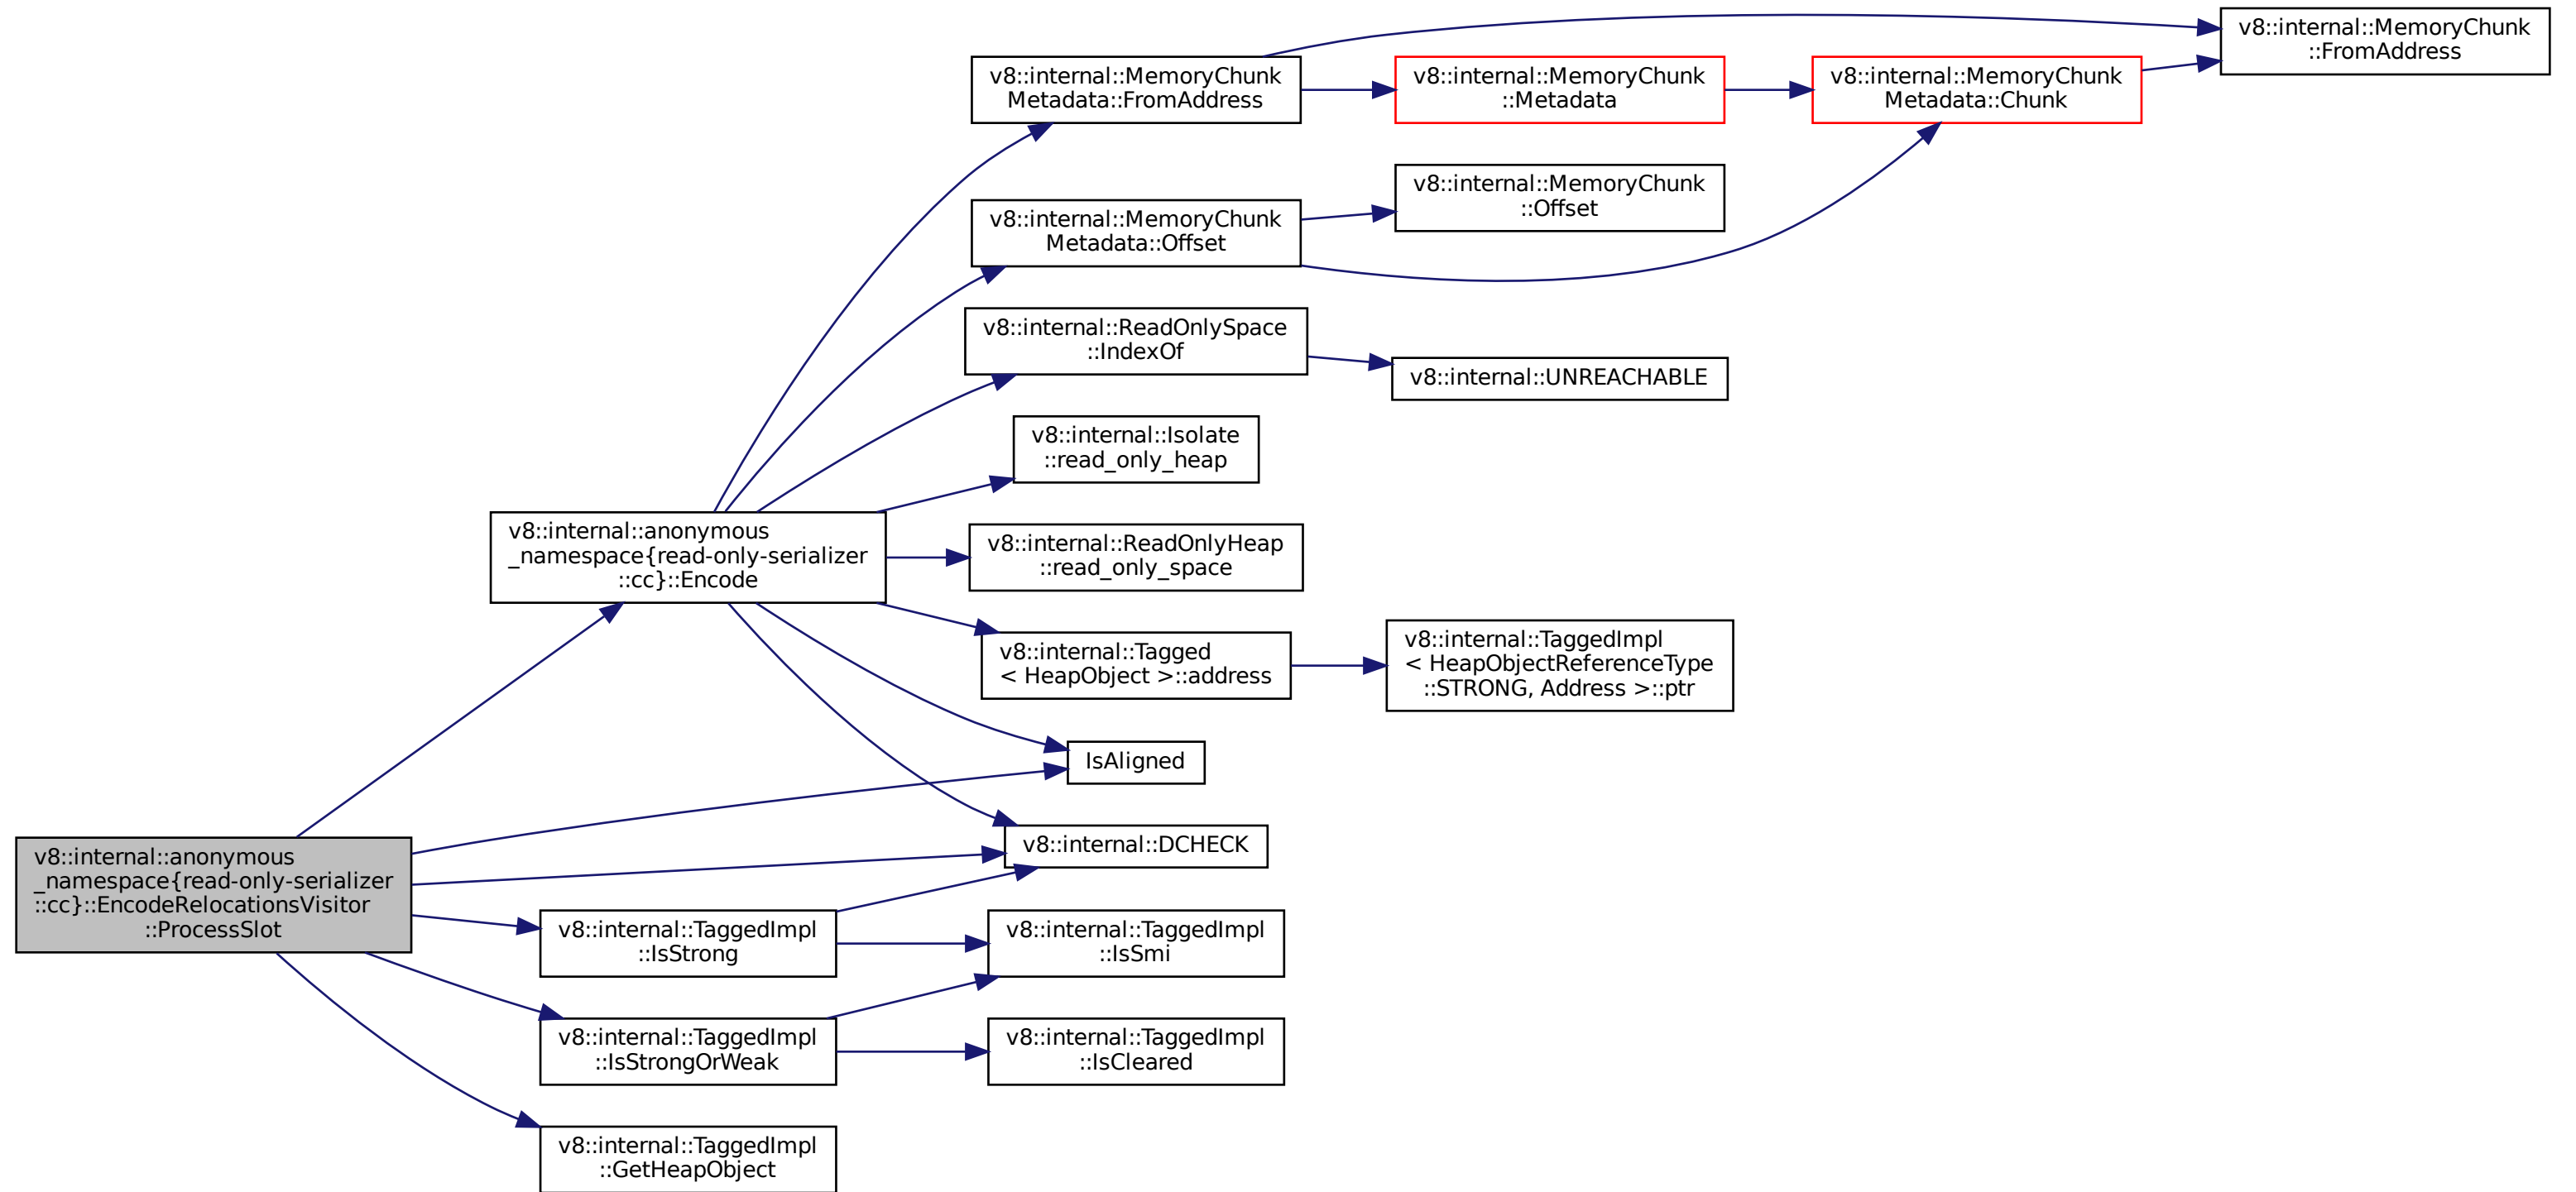 v8::internal::MemoryChunk
::FromAddress
v8::internal::MemoryChunk
Metadata::FromAddress
v8::internal::MemoryChunk
::Metadata
v8::internal::MemoryChunk
Metadata::Chunk
v8::internal::MemoryChunk
::Offset
v8::internal::MemoryChunk
Metadata::Offset
v8::internal::ReadOnlySpace
::IndexOf
v8::internal::UNREACHABLE
v8::internal::Isolate
::read_only_heap
v8::internal::anonymous
_namespace{read-only-serializer
::cc}::Encode
v8::internal::ReadOnlyHeap
::read_only_space
v8::internal::Tagged
< HeapObject >::address
v8::internal::TaggedImpl
< HeapObjectReferenceType
::STRONG, Address >::ptr
IsAligned
v8::internal::DCHECK
v8::internal::anonymous
_namespace{read-only-serializer
::cc}::EncodeRelocationsVisitor
::ProcessSlot
v8::internal::TaggedImpl
::IsStrong
v8::internal::TaggedImpl
::IsSmi
v8::internal::TaggedImpl
::IsStrongOrWeak
v8::internal::TaggedImpl
::IsCleared
v8::internal::TaggedImpl
::GetHeapObject